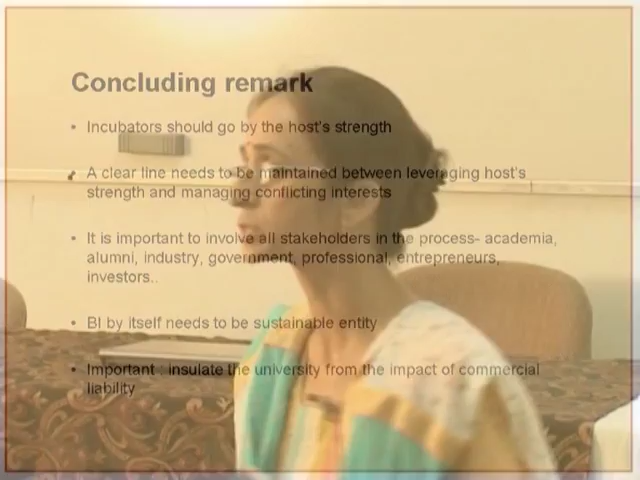 Concluding remark
• Incubators should go by the host's strength
• A clear line needs to be maintained between leveraging host's
strength and managing conflicting interests
• It is important to involve all stakeholders in the process- academia,
alumni, industry, government, professional, entrepreneurs,
investors..
• BI by itself needs to be sustainable entity
• Important : insulate the university from the impact of commercial
liability